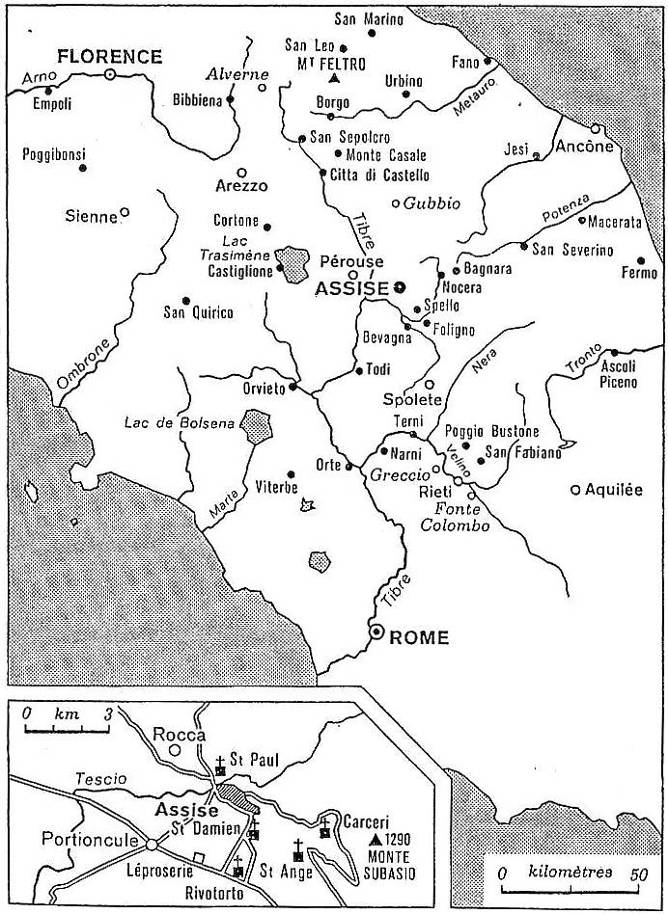 San Marino
San Leo
Mᵗ FELTRO
FLORENCE
Fano
Alverne
Urbino
Arno
Empoli
Bibbiena
Metauro
Borgo
San Sepolcro
Ancône
Poggibonsi
Monte Casale
Jesi
Arezzo
Citta di Castello
Gubbio
Potenza
Sienne
Macerata
Cortone
Tibre
Lac
Trasimène
San Severino
Pérouse
Bagnara
Castiglione
Fermo
ASSISE
Nocera
San Quirico
Spello
Bevagna
Foligno
Ombrone
Nera
Tronto
Todi
Ascoli
Piceno
Orvieto
Spolete
Lac de Bolsena
Terni
Poggio Bustone
Narni
Velino
San Fabiano
Orte
Greccio
Viterbe
Rieti
Aquilée
Marta
Fonte
Colombo
Tibre
ROME
0 km 3
Rocca
St Paul
Tescio
Assise
St Damien
Carceri
Portioncule
1290
MONTE
SUBASIO
Léproserie
St Ange
Rivotorto
kilomètres
0 50